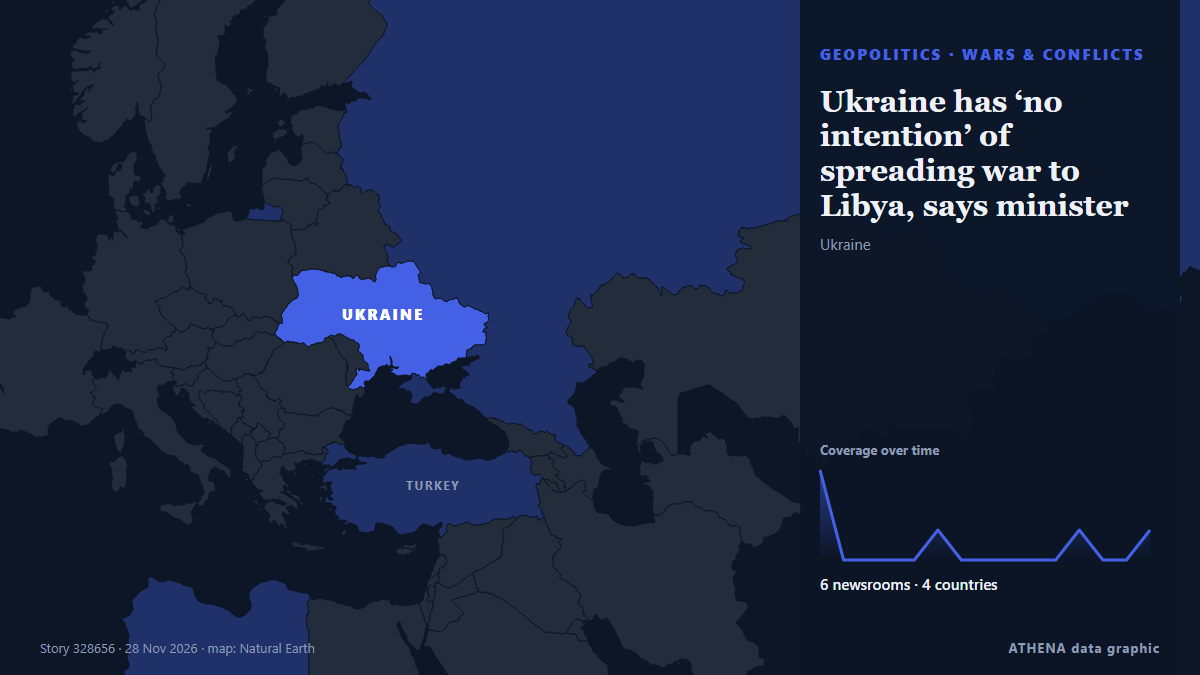 GEOPOLITICS · WARS & CONFLICTS
Ukraine has ‘no
intention’ of
spreading war to
Libya, says minister
Ukraine
UKRAINE
TURKEY
Coverage over time
6 newsrooms · 4 countries
Story 328656 · 28 Nov 2026 · map: Natural Earth
ATHENA data graphic